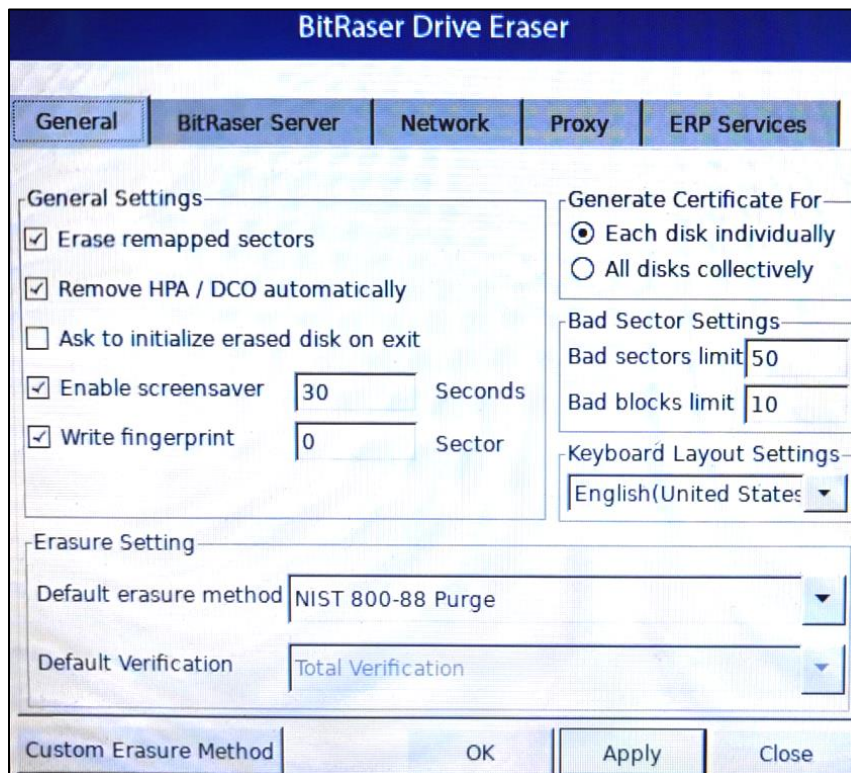 BitRaser Drive Eraser
General BitRaser Server Network Proxy ERP Services
General Settings
Erase remapped sectors
Remove HPA / DCO automatically
Ask to initialize erased disk on exit
Enable screensaver 30 Seconds
Write fingerprint 0 Sector
Generate Certificate For
Each disk individually
All disks collectively
Bad Sector Settings
Bad sectors limit 50
Bad blocks limit 10
Keyboard Layout Settings
English(United States
Erasure Setting
Default erasure method NIST 800-88 Purge
Default Verification Total Verification
Custom Erasure Method OK Apply Close